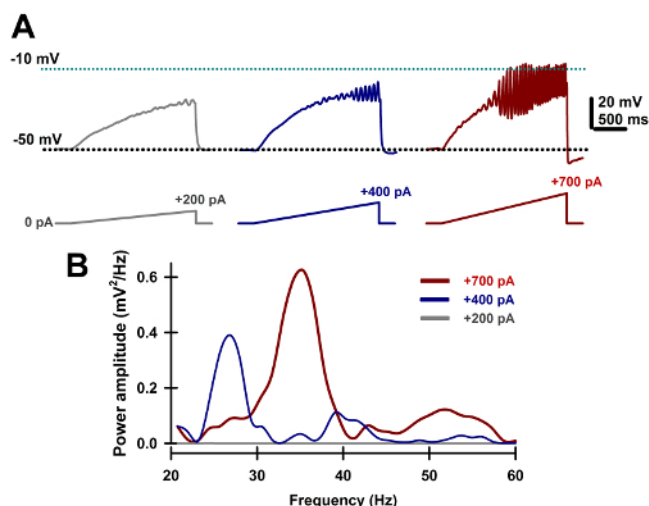 A
-10 mV
-50 mV
20 mV
500 ms
0 pA
+200 pA
+400 pA
+700 pA
B
Power amplitude (mV²/Hz)
0.6
0.4
0.2
0.0
+700 pA
+400 pA
+200 pA
20 30 40 50 60
Frequency (Hz)